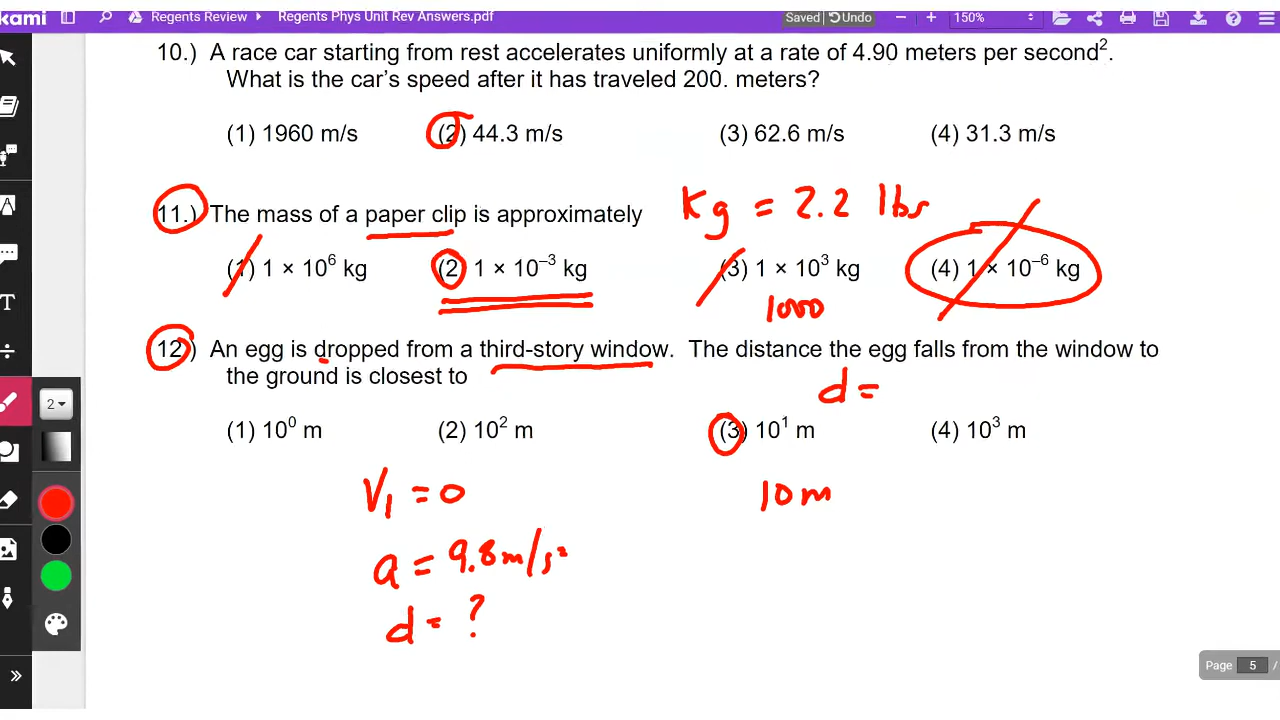 kami Regents Review Regents Phys Unit Rev Answers.pdf Saved Undo 150%
10.) A race car starting from rest accelerates uniformly at a rate of 4.90 meters per second².
What is the car's speed after it has traveled 200. meters?
(1) 1960 m/s (2) 44.3 m/s (3) 62.6 m/s (4) 31.3 m/s
Kg = 2.2 lbs
11.) The mass of a paper clip is approximately
(1) 1 × 10⁶ kg (2) 1 × 10⁻³ kg (3) 1 × 10³ kg (4) 1 × 10⁻⁶ kg
1000
12.) An egg is dropped from a third-story window. The distance the egg falls from the window to
the ground is closest to
d =
(1) 10⁰ m (2) 10² m (3) 10¹ m (4) 10³ m
V₁ = 0
10 m
a = 9.8 m/s²
d = ?
2
Page 5 /